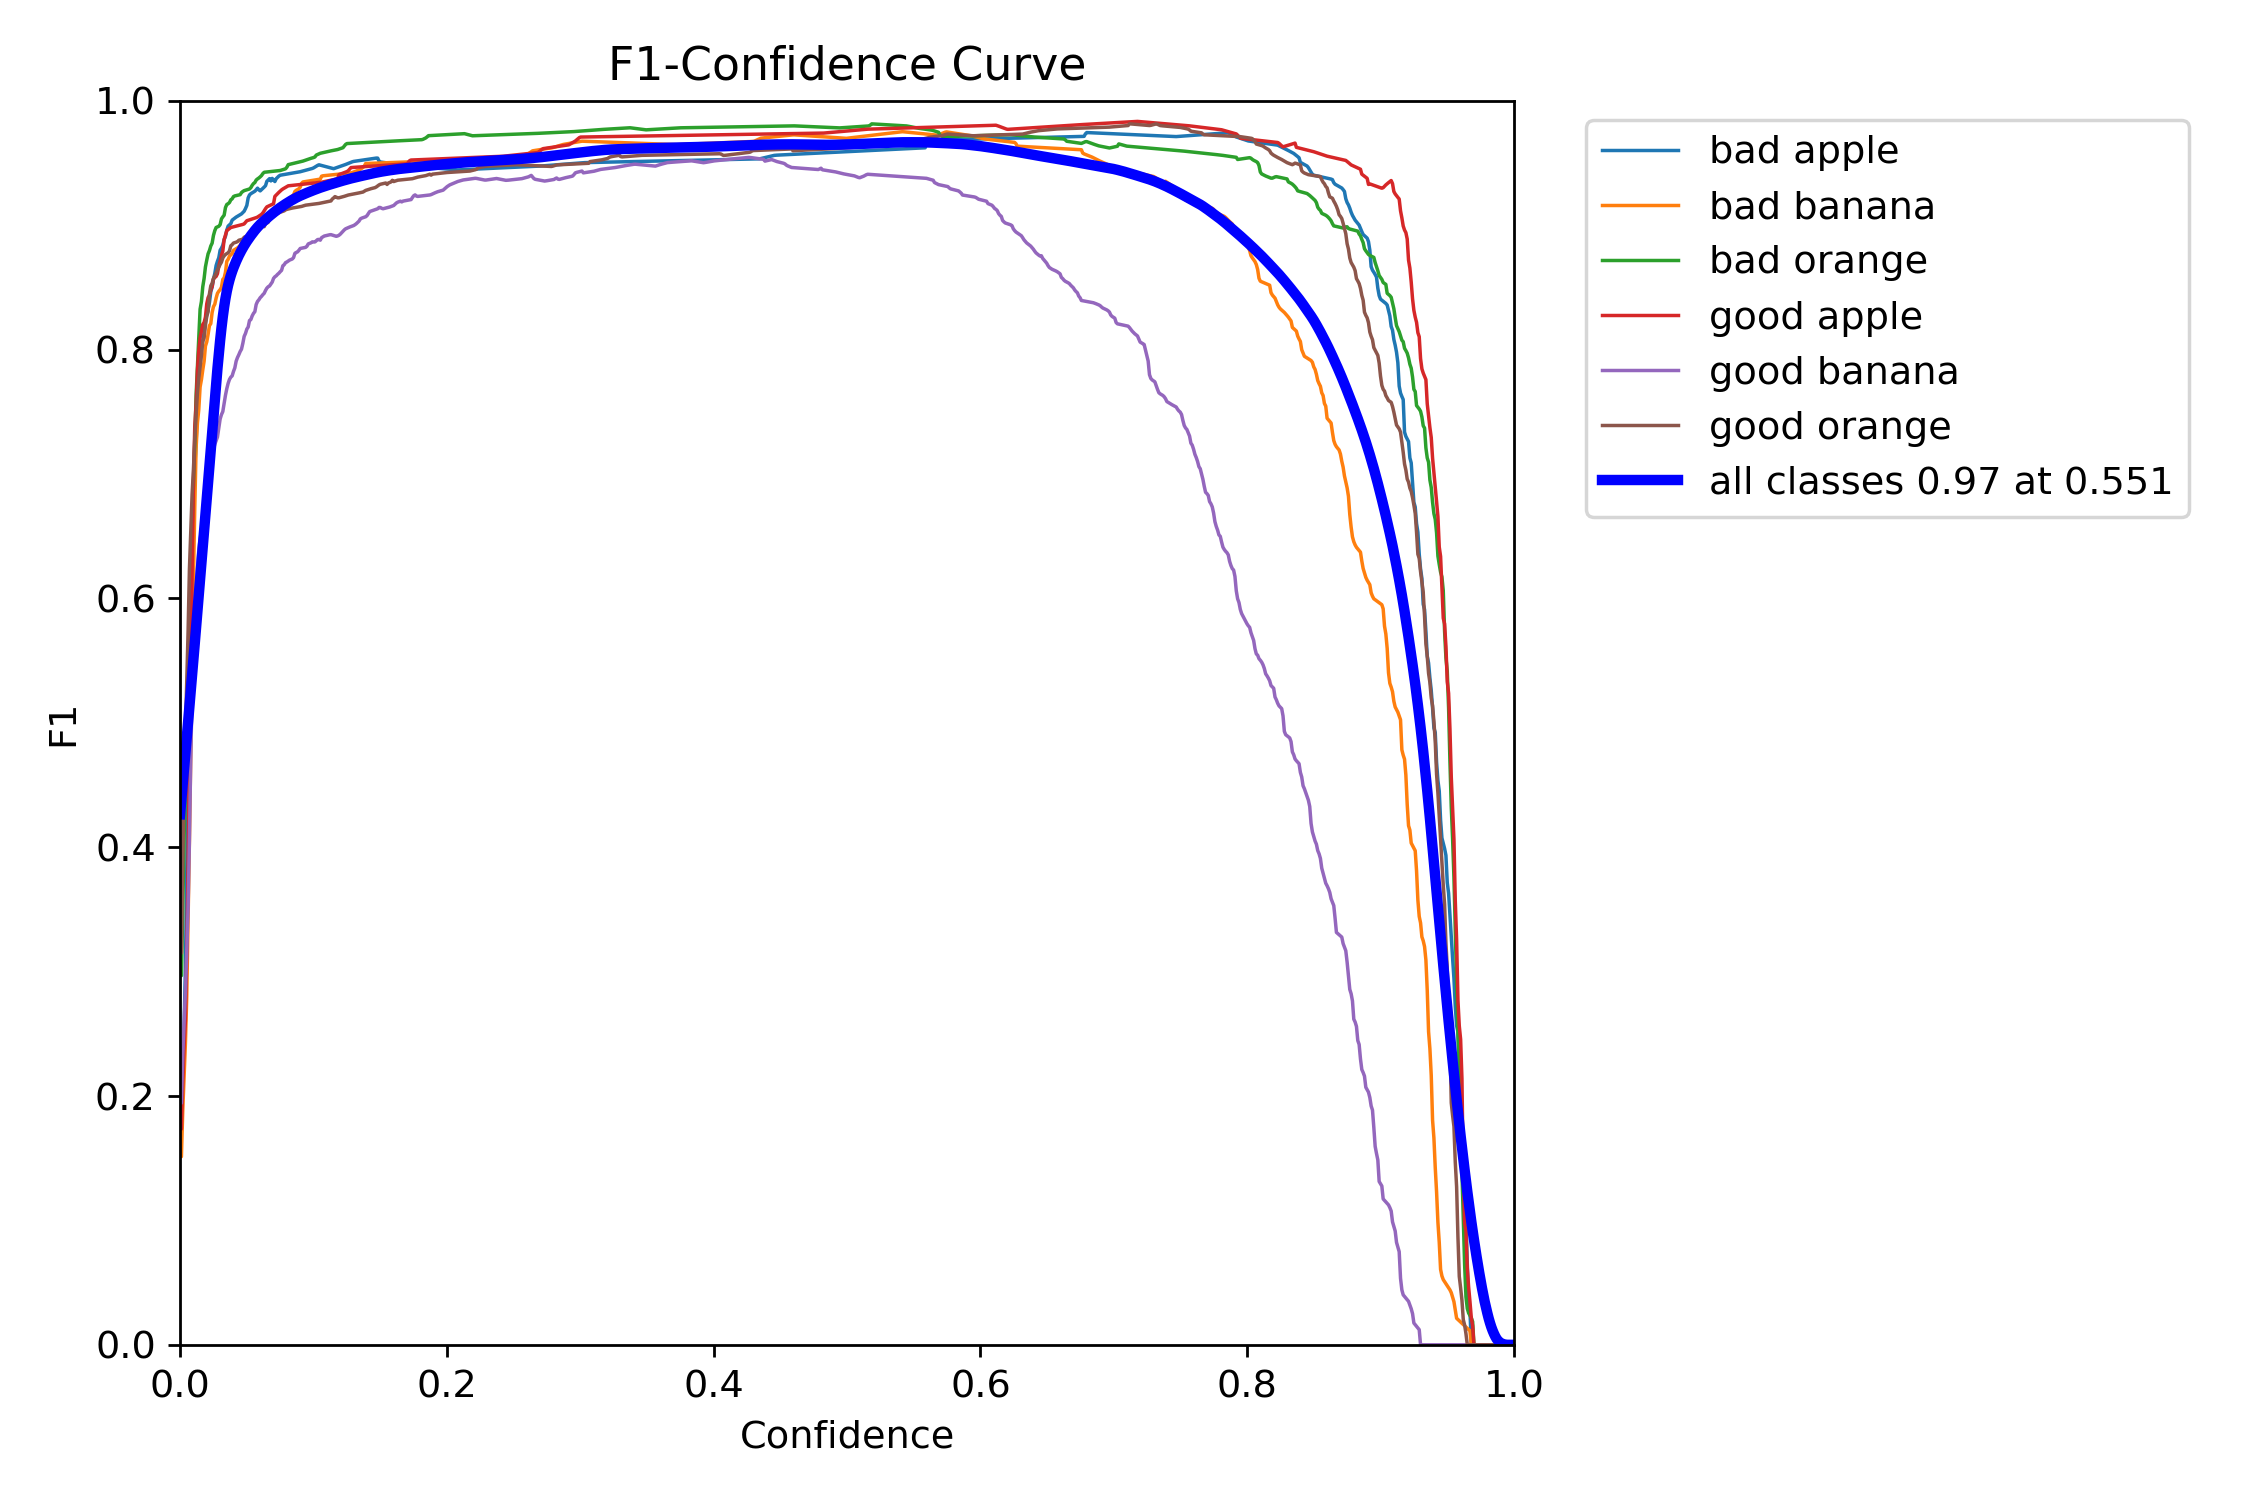 F1-Confidence Curve
1.0
0.8
0.6
0.4
0.2
0.0
F1
0.0 0.2 0.4 0.6 0.8 1.0
Confidence
bad apple
bad banana
bad orange
good apple
good banana
good orange
all classes 0.97 at 0.551